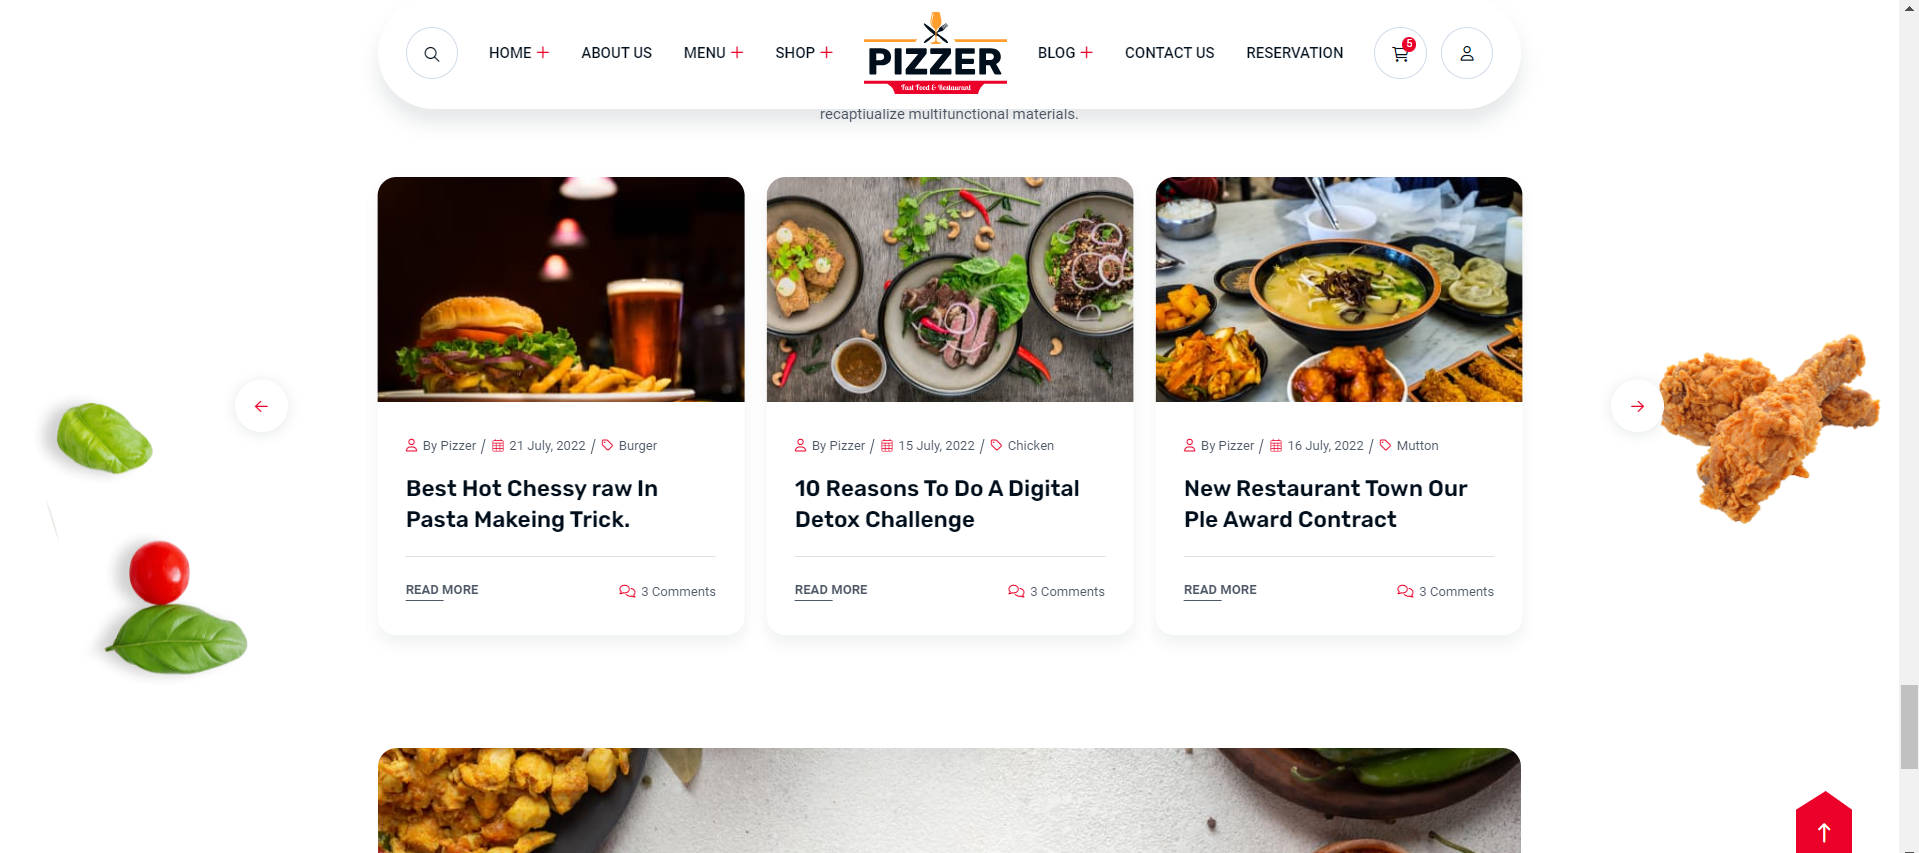 HOME
ABOUT US
MENU
SHOP
PIZZER
Fast Food & Restaurant
BLOG
CONTACT US
RESERVATION
5
recaptiualize multifunctional materials.
By Pizzer / 21 July, 2022 / Burger
Best Hot Chessy raw In
Pasta Makeing Trick.
READ MORE
3 Comments
By Pizzer / 15 July, 2022 / Chicken
10 Reasons To Do A Digital
Detox Challenge
READ MORE
3 Comments
By Pizzer / 16 July, 2022 / Mutton
New Restaurant Town Our
Ple Award Contract
READ MORE
3 Comments